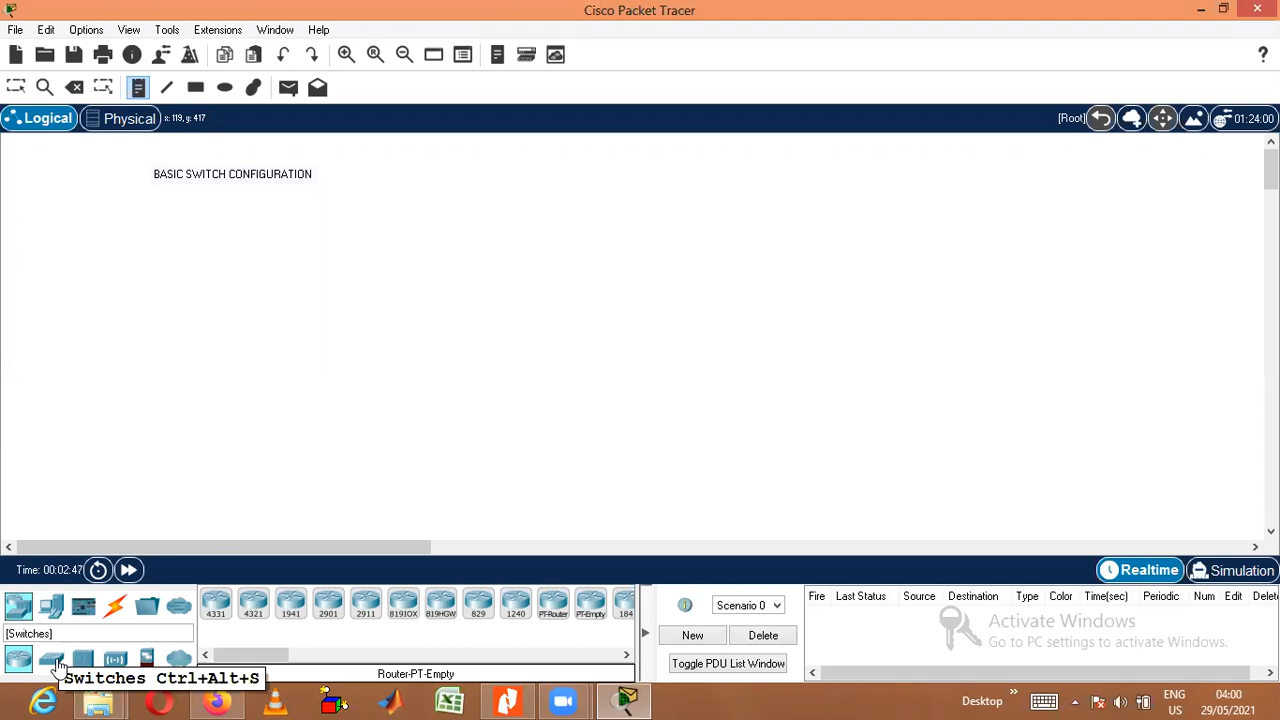 Cisco Packet Tracer
File Edit Options View Tools Extensions Window Help
Logical Physical x: 119, y: 417 [Root] 01:24:00
BASIC SWITCH CONFIGURATION
Time: 00:02:47 Realtime Simulation
4331 4321 1941 2901 2911 819IOX 819HGW 829 1240 PT-Router PT-Empty 184
[Switches]
Router-PT-Empty
Switches Ctrl+Alt+S
Scenario 0
New Delete
Toggle PDU List Window
Fire Last Status Source Destination Type Color Time(sec) Periodic Num Edit Delet
Activate Windows
Go to PC settings to activate Windows.
Desktop » ENG US 04:00 29/05/2021